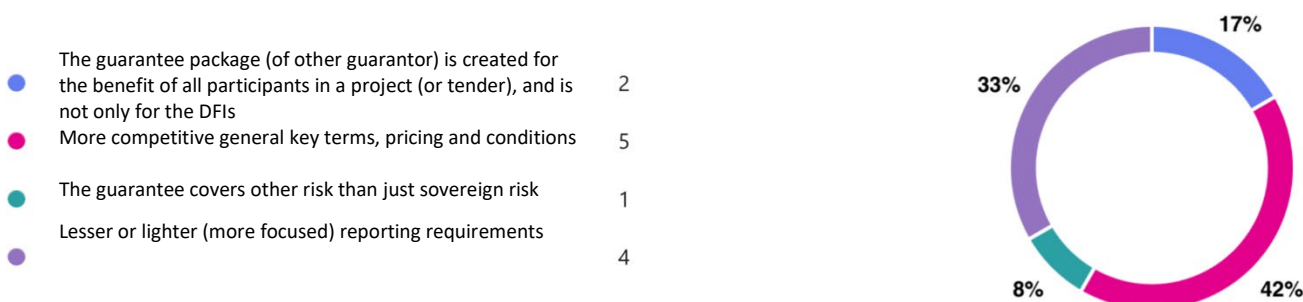 The guarantee package (of other guarantor) is created for
the benefit of all participants in a project (or tender), and is
not only for the DFIs
2
More competitive general key terms, pricing and conditions
5
The guarantee covers other risk than just sovereign risk
1
Lesser or lighter (more focused) reporting requirements
4
17%
33%
8%
42%